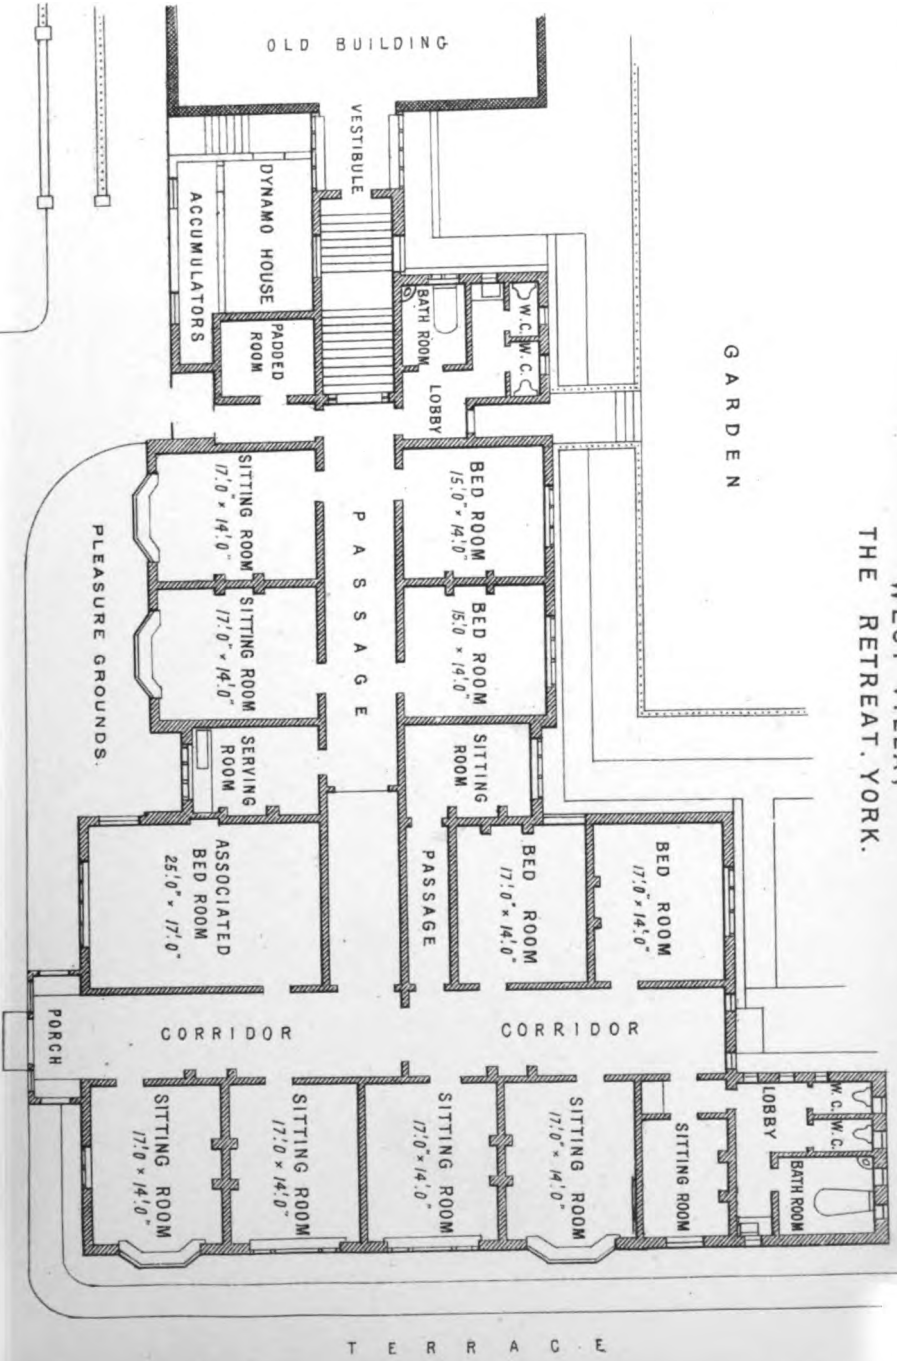 THE RETREAT. YORK.
OLD BUILDING
VESTIBULE
DYNAMO HOUSE
ACCUMULATORS
PADDED
ROOM
BATH ROOM
W.C.
W.C.
LOBBY
GARDEN
PLEASURE GROUNDS.
SITTING ROOM
17'.0" × 14'.0"
SITTING ROOM
17'.0" × 14'.0"
PASSAGE
BED ROOM
15'.0" × 14'.0"
BED ROOM
15'.0 × 14'.0"
SERVING
ROOM
SITTING
ROOM
ASSOCIATED
BED ROOM
25'.0" × 17'.0"
PASSAGE
BED ROOM
17'.0" × 14'.0"
BED ROOM
17'.0" × 14'.0"
PORCH
CORRIDOR
CORRIDOR
SITTING ROOM
17'.0 × 14'.0"
SITTING ROOM
17'.0 × 14'.0"
SITTING ROOM
17'.0" × 14'.0"
SITTING ROOM
17'.0" × 14'.0"
SITTING ROOM
LOBBY
W.C.
W.C.
BATH ROOM
TERRACE